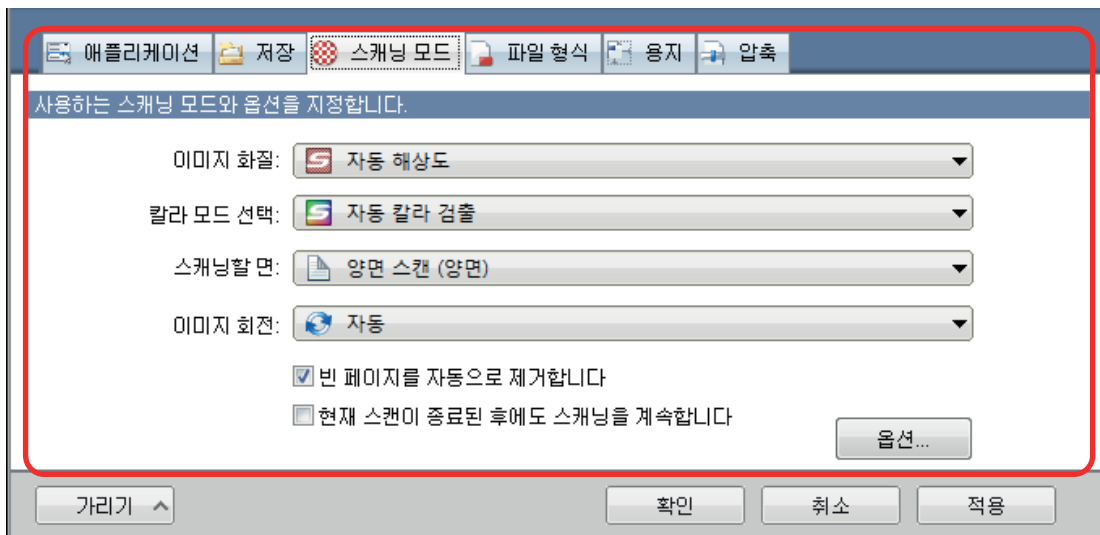 애플리케이션 저장 스캐닝 모드 파일 형식 용지 압축
사용하는 스캐닝 모드와 옵션을 지정합니다.
이미지 화질: 자동 해상도
칼라 모드 선택: 자동 칼라 검출
스캐닝할 면: 양면 스캔 (양면)
이미지 회전: 자동
빈 페이지를 자동으로 제거합니다
현재 스캔이 종료된 후에도 스캐닝을 계속합니다
옵션...
가리기 확인 취소 적용